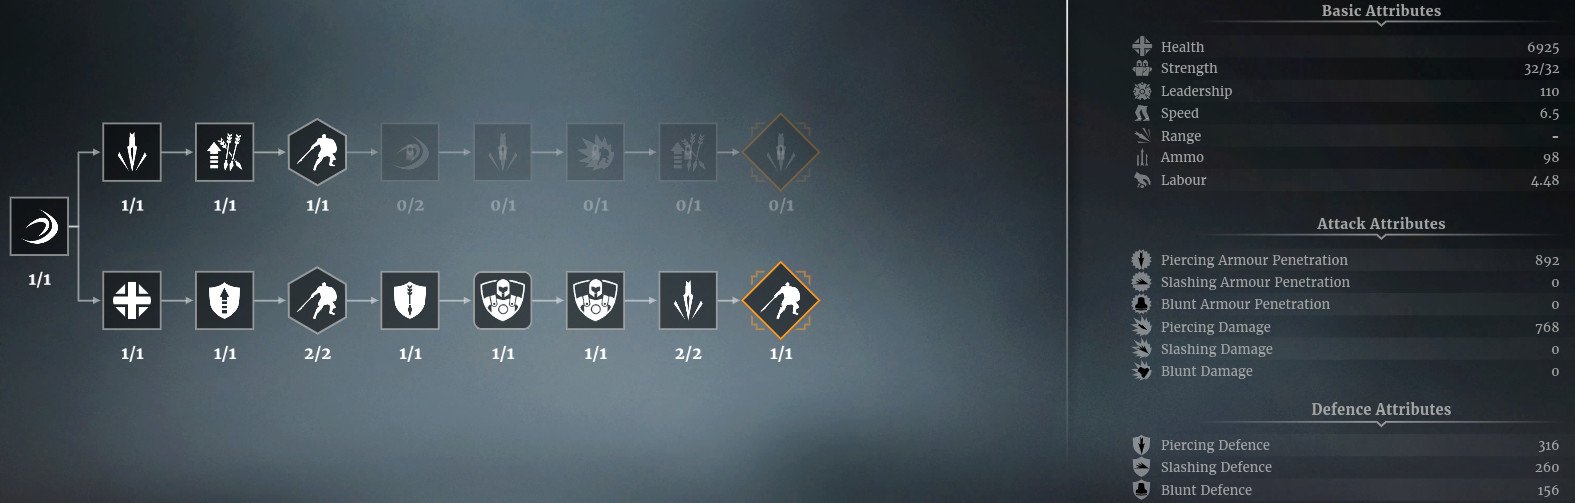 1/1
1/1 1/1 1/1 0/2 0/1 0/1 0/1 0/1
1/1 1/1 2/2 1/1 1/1 1/1 2/2 1/1
Basic Attributes
Health 6925
Strength 32/32
Leadership 110
Speed 6.5
Range -
Ammo 98
Labour 4.48
Attack Attributes
Piercing Armour Penetration 892
Slashing Armour Penetration 0
Blunt Armour Penetration 0
Piercing Damage 768
Slashing Damage 0
Blunt Damage 0
Defence Attributes
Piercing Defence 316
Slashing Defence 260
Blunt Defence 156